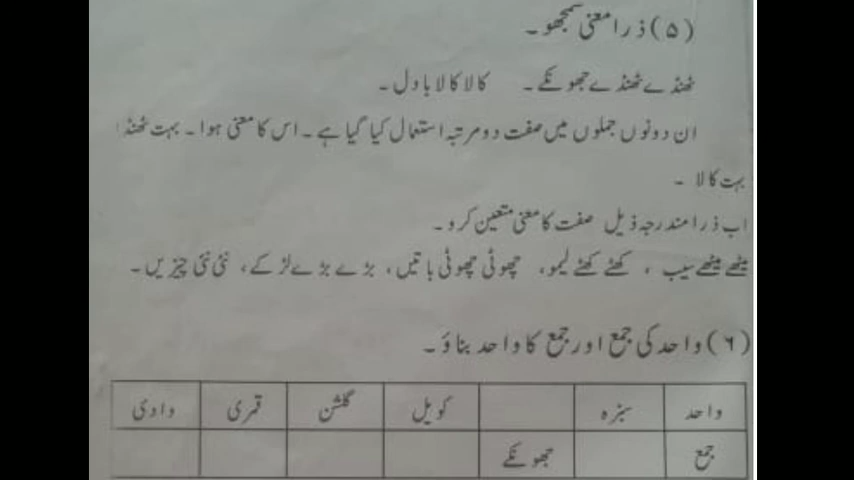 (۵) ذرا معنی سمجھو۔
ٹھنڈے ٹھنڈے جھونکے۔ کالا کالا بادل۔
ان دونوں جملوں میں صفت دو مرتبہ استعمال کیا گیا ہے۔ اس کا معنی ہوا۔ بہت ٹھنڈا
بہت کالا ۔
اب ذرا مندرجہ ذیل صفت کا معنی متعین کرو۔
میٹھے میٹھے سیب ، کھٹے کھٹے لیمو، چھوٹی چھوٹی باتیں، بڑے بڑے لڑکے، نئی نئی چیزیں۔
(۶) واحد کی جمع اور جمع کا واحد بناؤ۔
واحد سبزہ کویل گلشن قمری وادی
جمع جھونکے